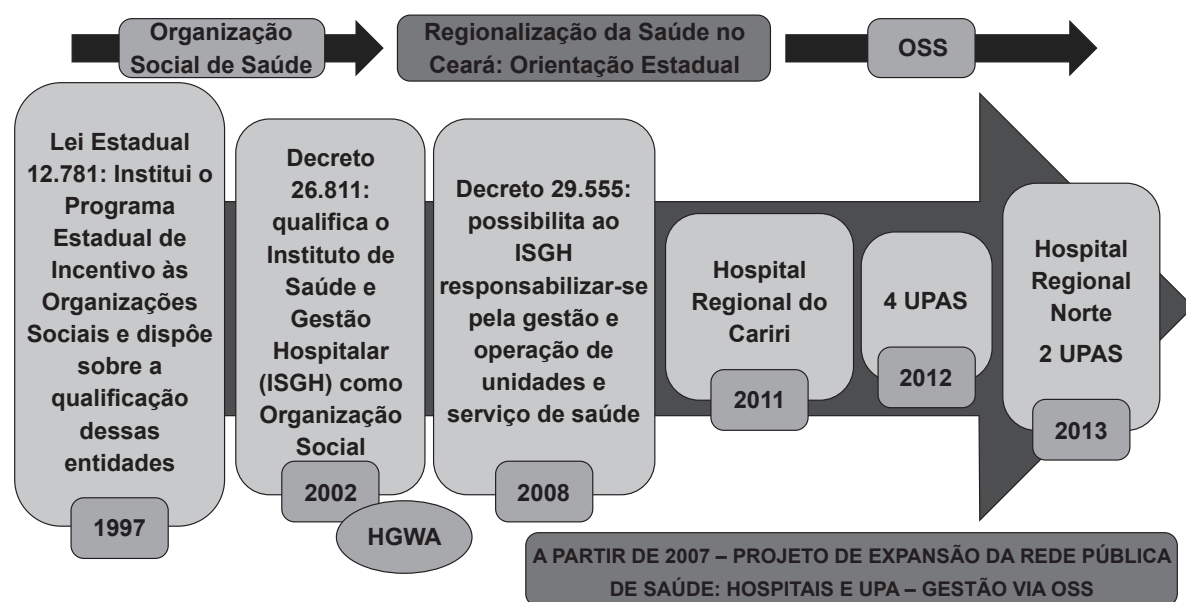 Organização
Social de Saúde
Regionalização da Saúde no
Ceará: Orientação Estadual
OSS
Lei Estadual
12.781: Institui o
Programa
Estadual de
Incentivo às
Organizações
Sociais e dispôe
sobre a
qualificação
dessas
entidades
1997
Decreto
26.811:
qualifica o
Instituto de
Saúde e
Gestão
Hospitalar
(ISGH) como
Organização
Social
2002
HGWA
Decreto 29.555:
possibilita ao
ISGH
responsabilizar-se
pela gestão e
operação de
unidades e
serviço de saúde
2008
Hospital
Regional do
Cariri
2011
4 UPAS
2012
Hospital
Regional
Norte
2 UPAS
2013
A PARTIR DE 2007 – PROJETO DE EXPANSÃO DA REDE PÚBLICA
DE SAÚDE: HOSPITAIS E UPA – GESTÃO VIA OSS